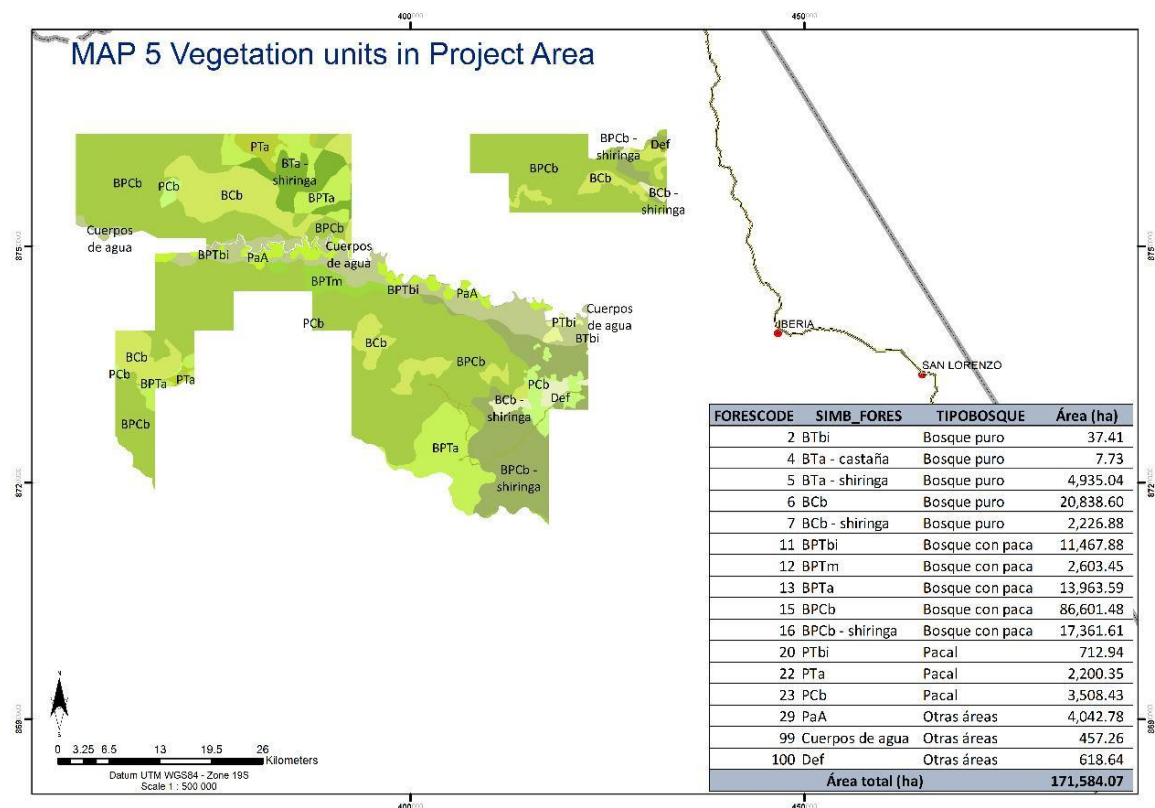 400000
450000
MAP 5 Vegetation units in Project Area
PTa
BTa -
shiringa
BPCb
PCb
BCb
BPTa
BPCb
Cuerpos
de agua
BPTbi
PaA
Cuerpos
de agua
BPTm
BPTbi
PaA
PCb
Cuerpos
de agua
PTbi
BTbi
BPCb -
shiringa
Def
BPCb
BCb
BCb -
shiringa
BCb
BCb
PCb
BPTa
PTa
BPCb
BPCb
PCb
Def
BCb -
shiringa
BPTa
BPCb -
shiringa
875
875
872
872
869
869
IBERIA
SAN LORENZO
FORESCODE SIMB_FORES TIPOBOSQUE Área (ha)
2 BTbi Bosque puro 37.41
4 BTa - castaña Bosque puro 7.73
5 BTa - shiringa Bosque puro 4,935.04
6 BCb Bosque puro 20,838.60
7 BCb - shiringa Bosque puro 2,226.88
11 BPTbi Bosque con paca 11,467.88
12 BPTm Bosque con paca 2,603.45
13 BPTa Bosque con paca 13,963.59
15 BPCb Bosque con paca 86,601.48
16 BPCb - shiringa Bosque con paca 17,361.61
20 PTbi Pacal 712.94
22 PTa Pacal 2,200.35
23 PCb Pacal 3,508.43
29 PaA Otras áreas 4,042.78
99 Cuerpos de agua Otras áreas 457.26
100 Def Otras áreas 618.64
Área total (ha) 171,584.07
N
0 3.25 6.5 13 19.5 26
Kilometers
Datum UTM WGS84 - Zone 19S
Scale 1 : 500 000
400000
450000